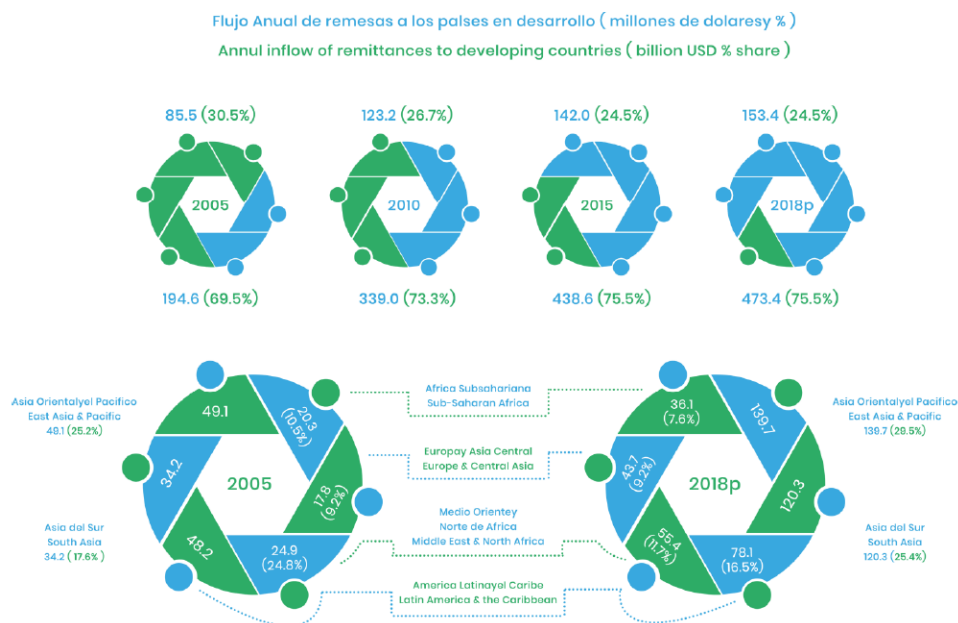 Flujo Anual de remesas a los palses en desarrollo ( millones de dolaresy % )
Annul inflow of remittances to developing countries ( billion USD % share )
85.5 (30.5%)
123.2 (26.7%)
142.0 (24.5%)
153.4 (24.5%)
2005
2010
2015
2018p
194.6 (69.5%)
339.0 (73.3%)
438.6 (75.5%)
473.4 (75.5%)
Asia Orientalyel Pacifico
East Asia & Pacific
49.1 (25.2%)
Asia del Sur
South Asia
34.2 ( 17.6%)
49.1
20.3
(10.5%)
34.2
2005
17.8
(9.2%)
48.2
24.9
(24.8%)
Africa Subsahariana
Sub-Saharan Africa
Europay Asia Central
Europe & Central Asia
Medio Orientey
Norte de Africa
Middle East & North Africa
America Latinayel Caribo
Latin America & the Caribbean
36.1
(7.6%)
139.7
43.7
(9.2%)
2018p
120.3
55.4
(11.7%)
78.1
(16.5%)
Asia Orientalyel Pacifico
East Asia & Pacific
139.7 (29.5%)
Asia del Sur
South Asia
120.3 (25.4%)